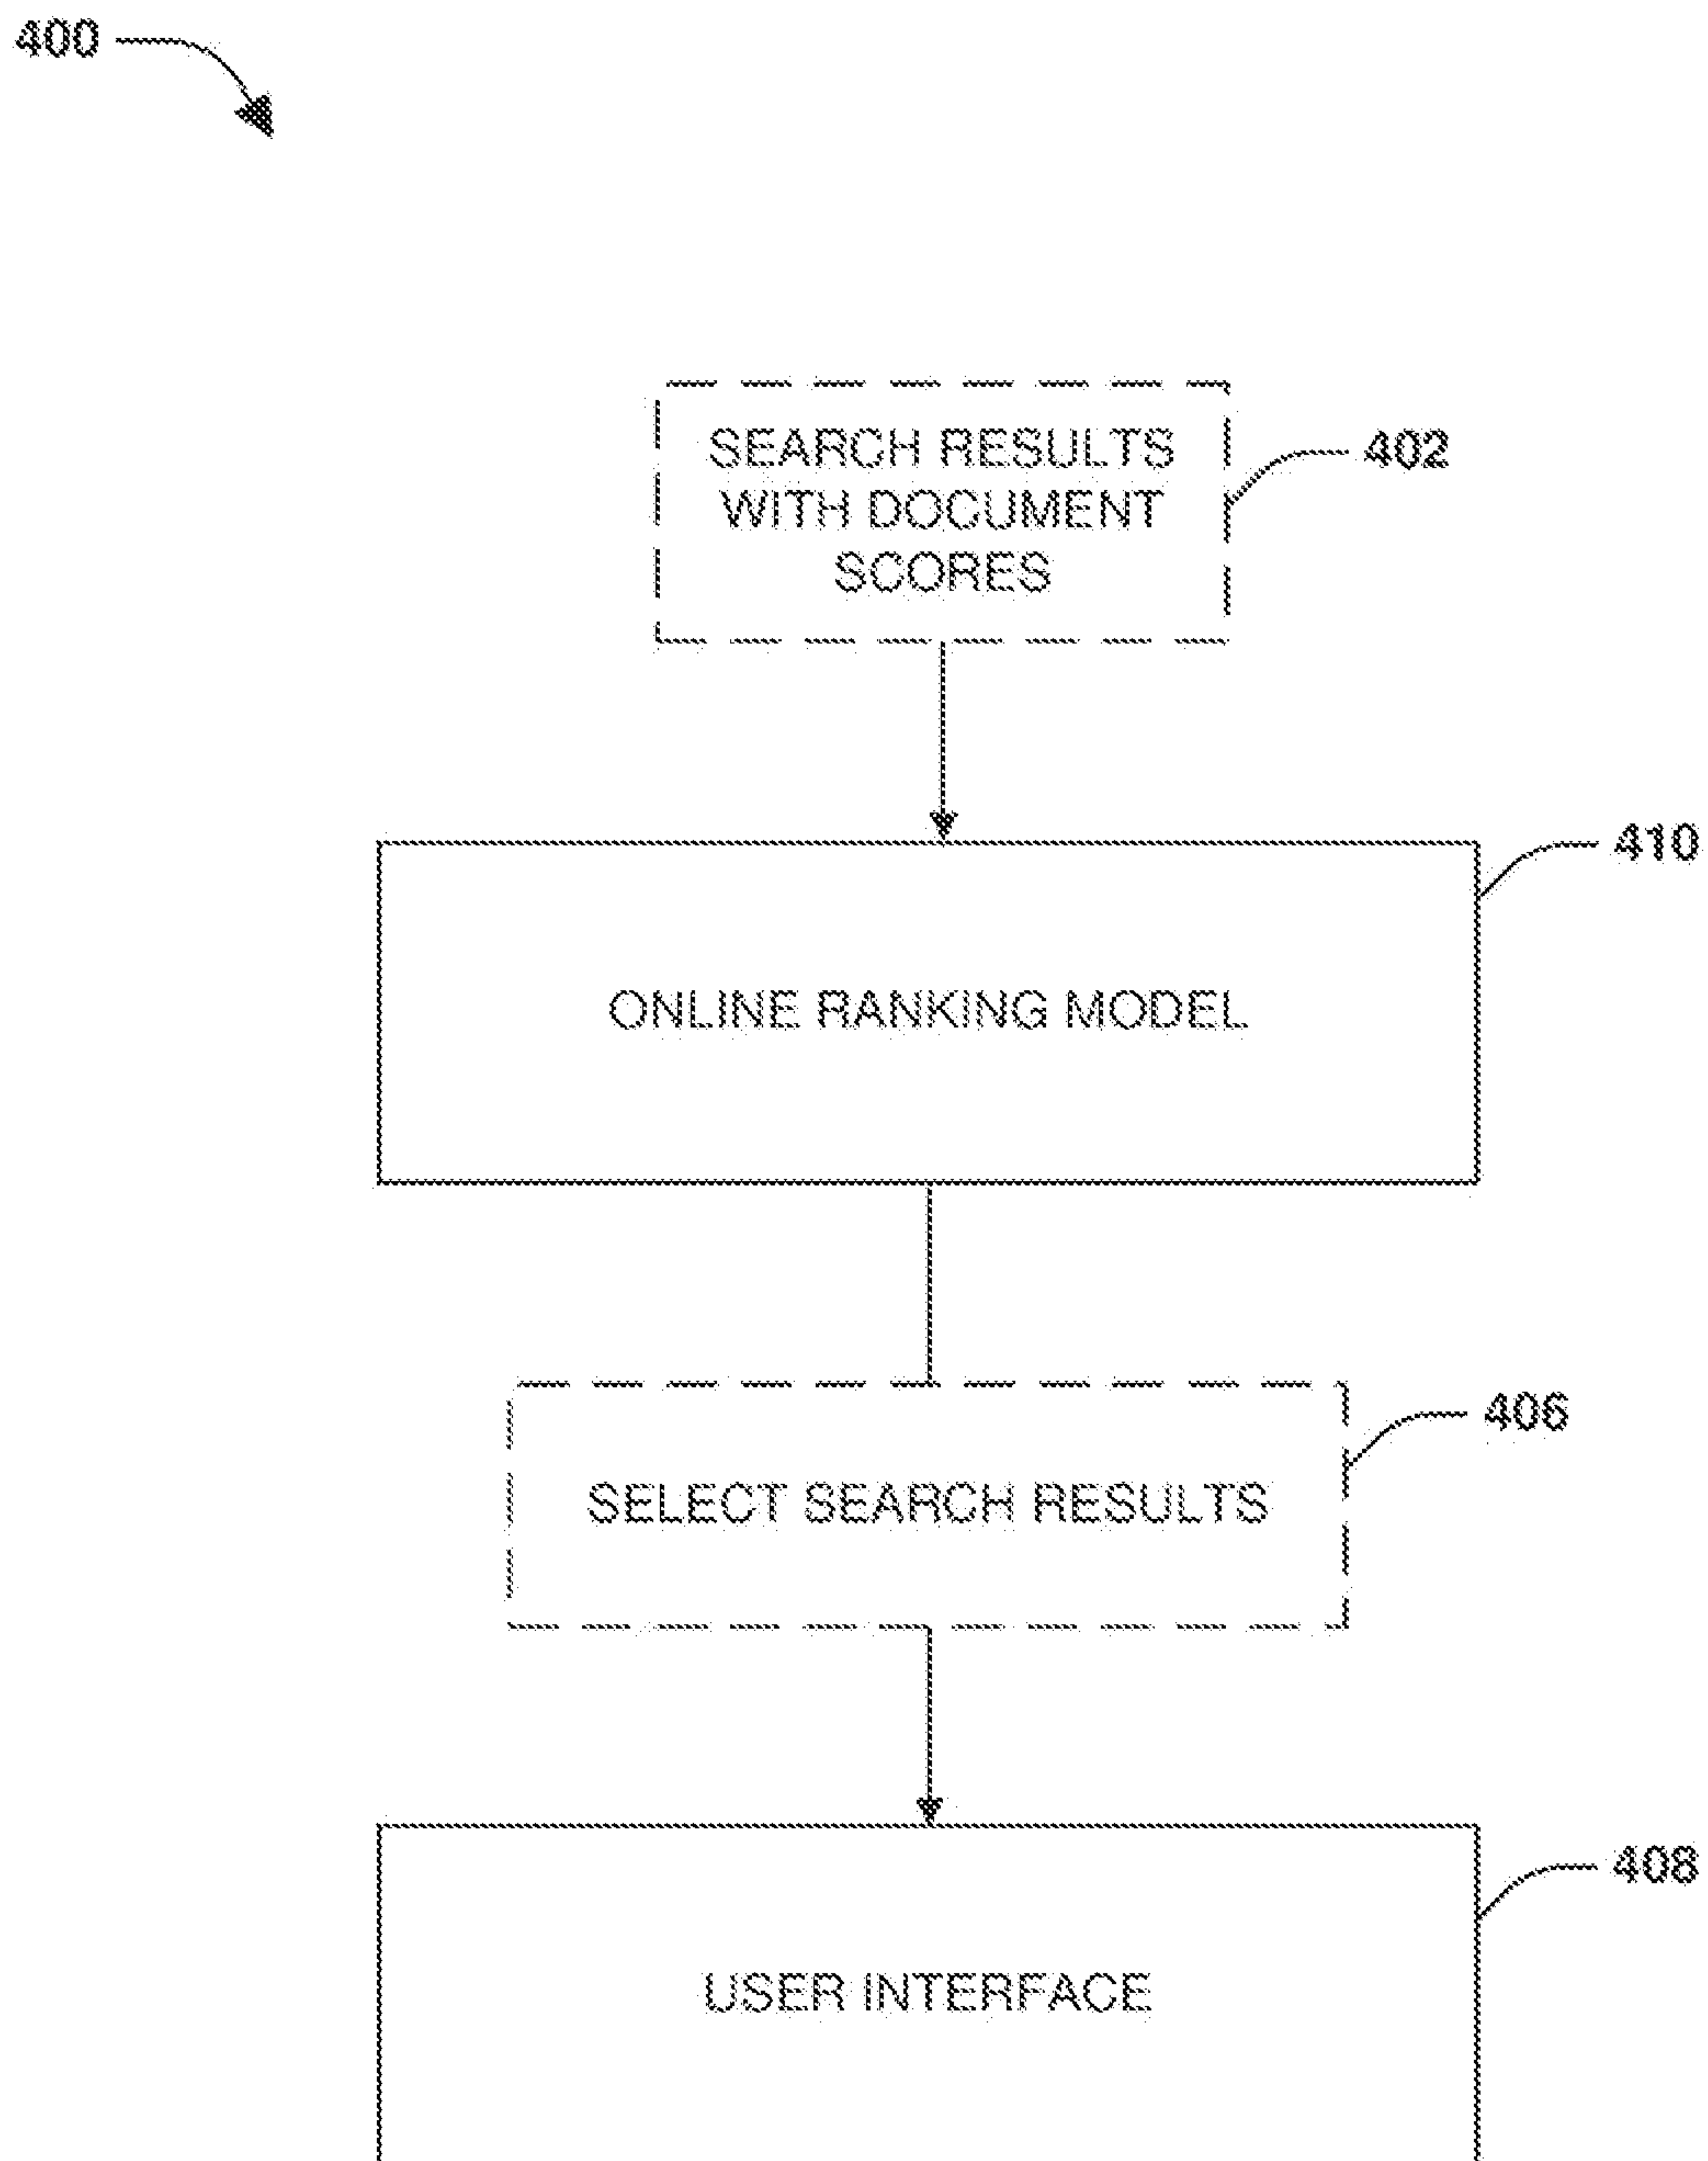 400
SEARCH RESULTS
WITH DOCUMENT
SCORES
402
410
ONLINE RANKING MODEL
406
SELECT SEARCH RESULTS
408
USER INTERFACE